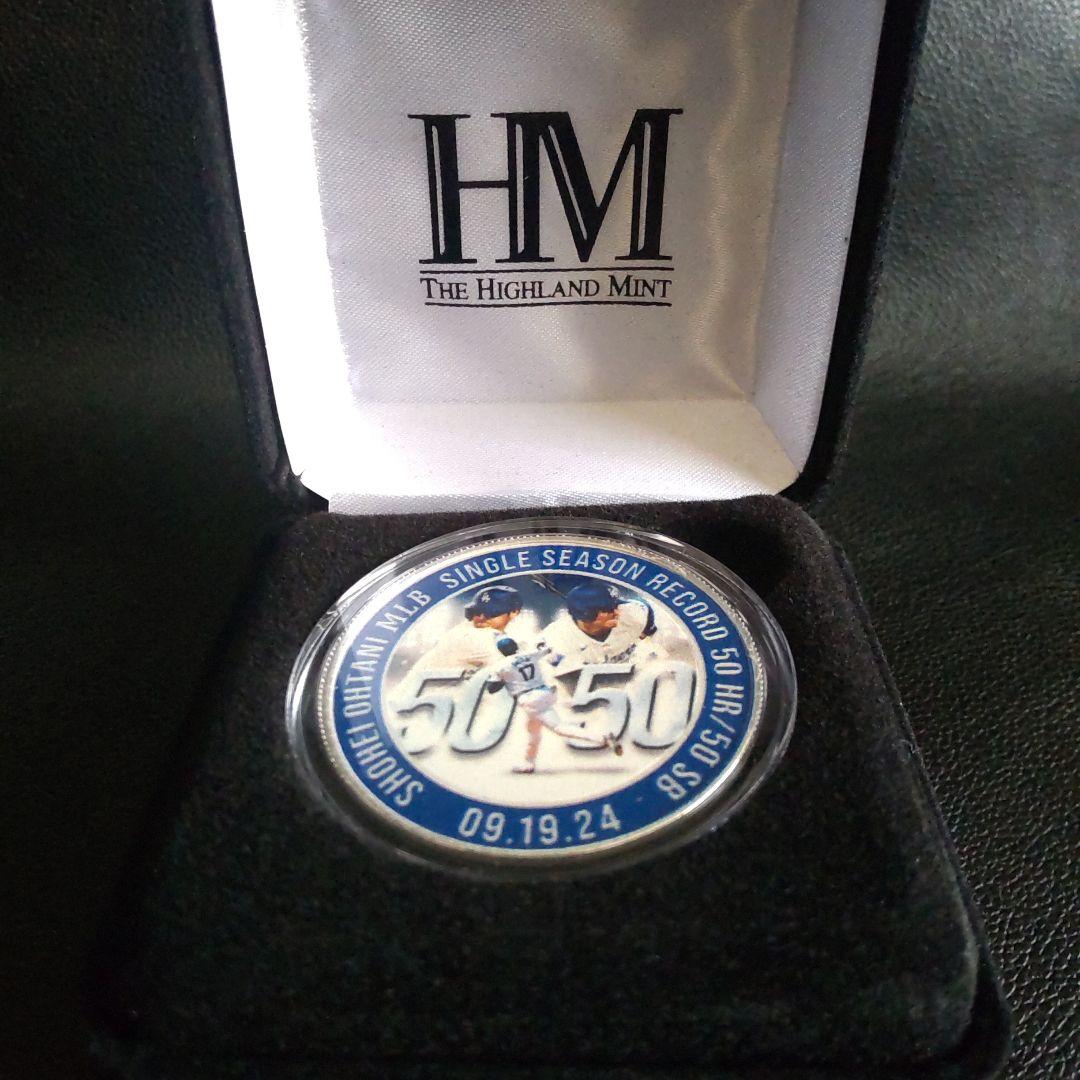 HM
THE HIGHLAND MINT
SHOHEI OHTANI MLB SINGLE SEASON RECORD 50 HR/50 SB
50 50
17
09.19.24